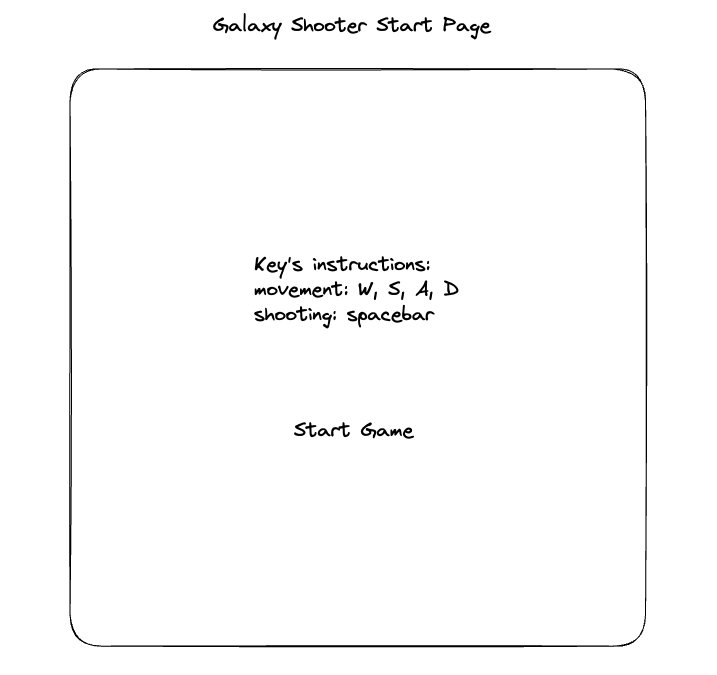 Galaxy Shooter Start Page
Key's instructions:
movement: W, S, A, D
shooting: spacebar
Start Game